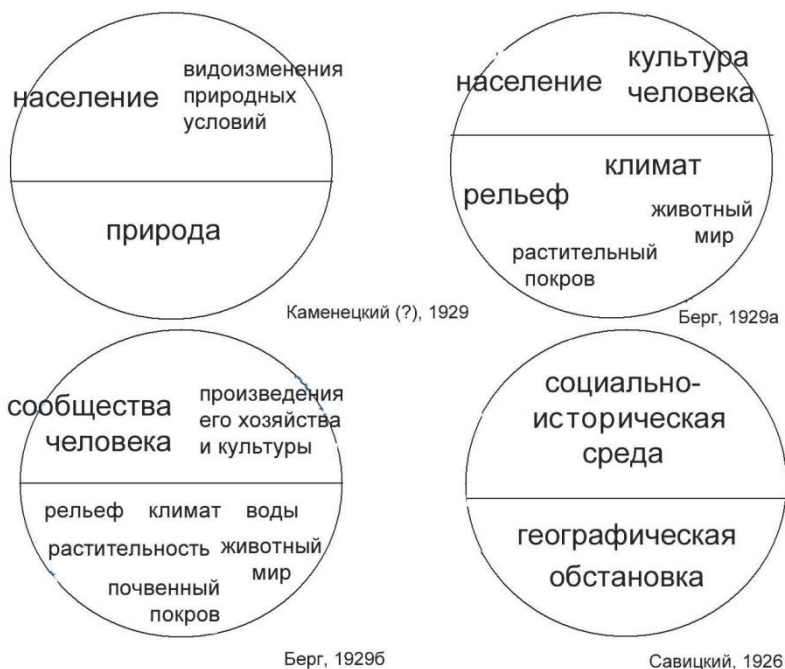 население
видоизменения
природных
условий
природа
Каменецкий (?), 1929
население
культура
человека
климат
рельеф
животный
мир
растительный
покров
Берг, 1929а
сообщества
человека
произведения
его хозяйства
и культуры
рельеф климат воды
растительность
животный
мир
почвенный
покров
Берг, 1929б
социально-
историческая
среда
географическая
обстановка
Савицкий, 1926